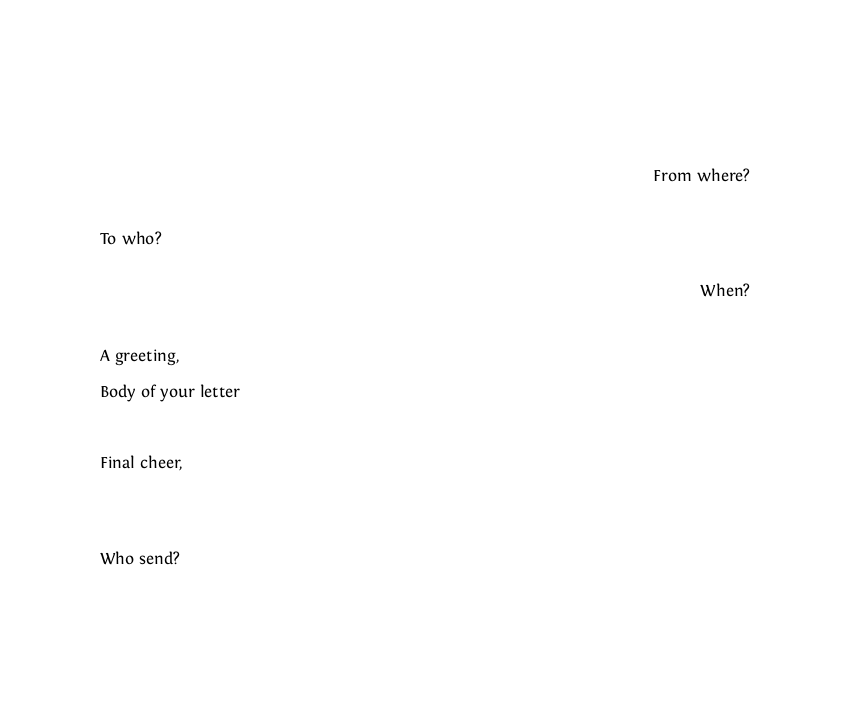 From where?
To who?
When?
A greeting,
Body of your letter
Final cheer,
Who send?